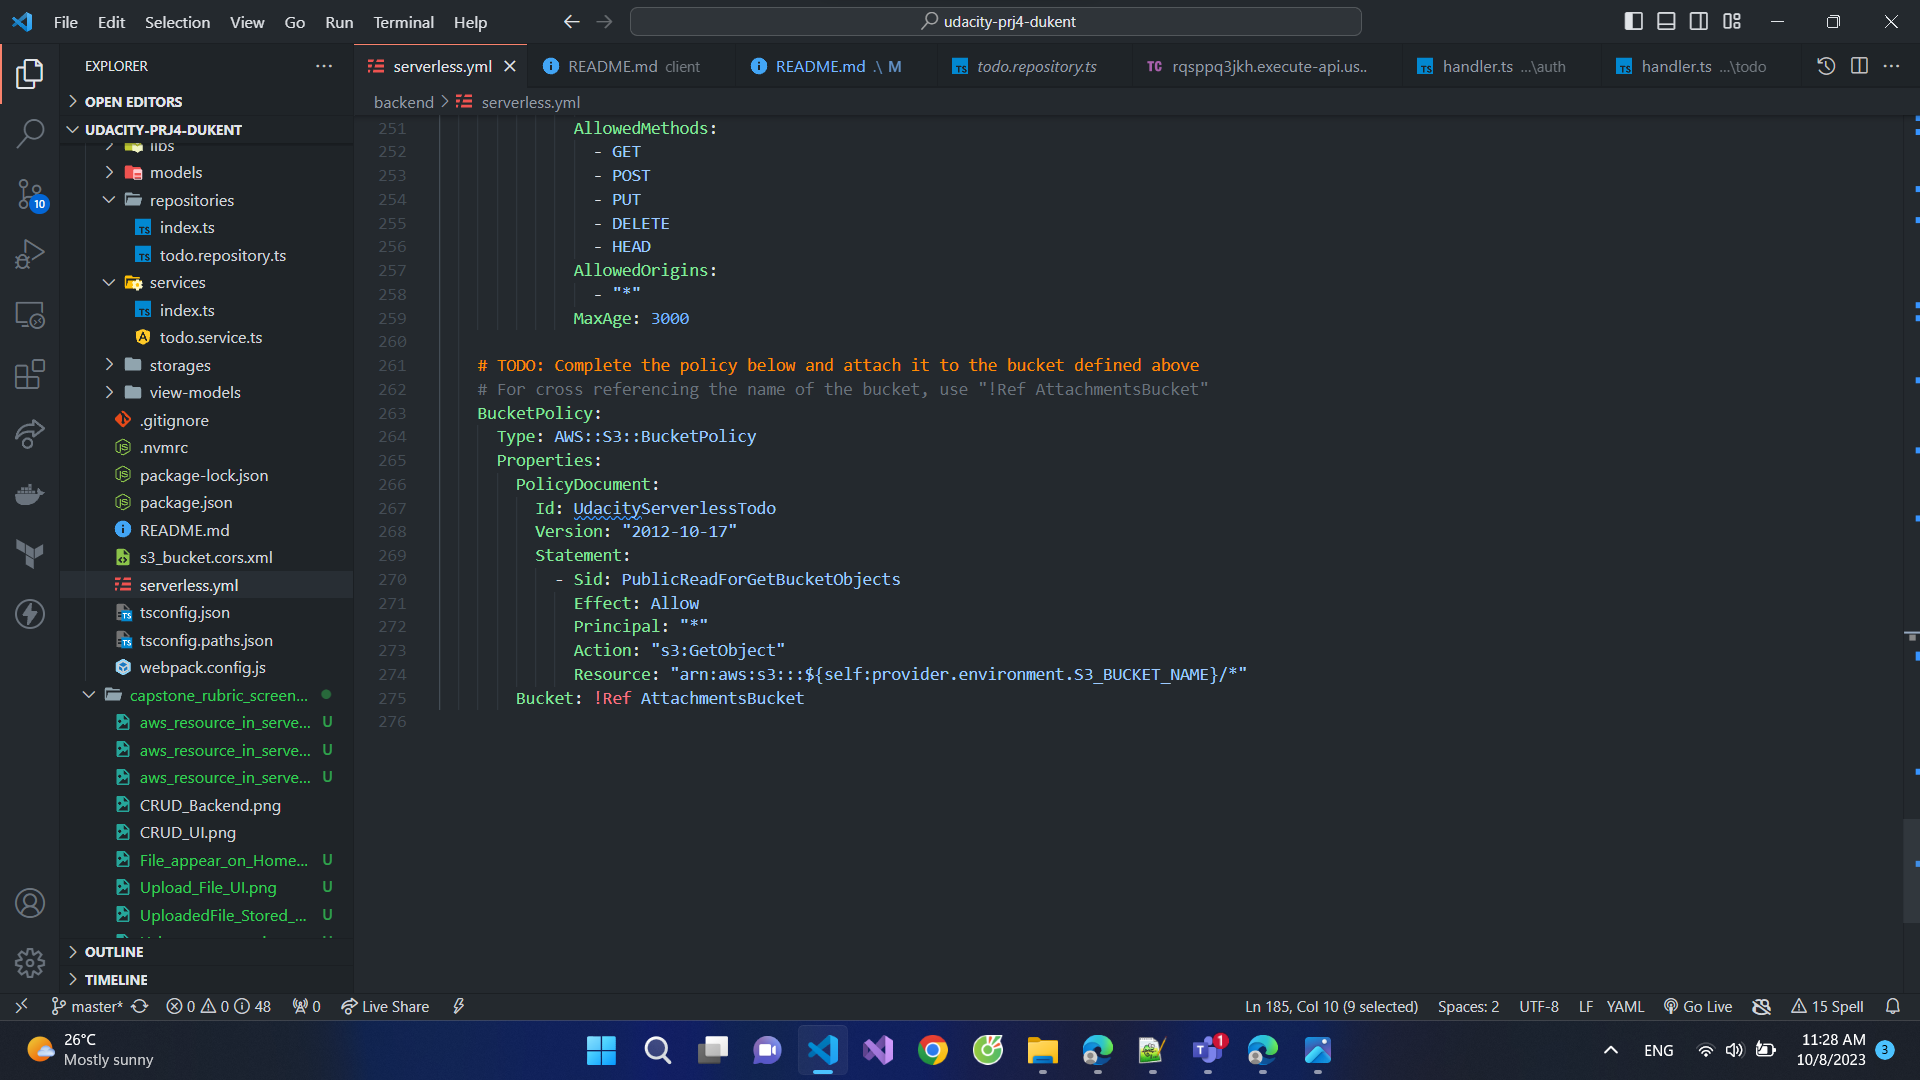 File Edit Selection View Go Run Terminal Help
udacity-prj4-dukent
EXPLORER
OPEN EDITORS
UDACITY-PRJ4-DUKENT
libs
models
repositories
index.ts
todo.repository.ts
services
index.ts
todo.service.ts
storages
view-models
.gitignore
.nvmrc
package-lock.json
package.json
README.md
s3_bucket.cors.xml
serverless.yml
tsconfig.json
tsconfig.paths.json
webpack.config.js
capstone_rubric_screen...
aws_resource_in_serve... U
aws_resource_in_serve... U
aws_resource_in_serve... U
CRUD_Backend.png
CRUD_UI.png
File_appear_on_Home... U
Upload_File_UI.png U
UploadedFile_Stored_... U
OUTLINE
TIMELINE
10
serverless.yml README.md client README.md .\ M todo.repository.ts rqsppq3jkh.execute-api.us.. handler.ts ...\auth handler.ts ...\todo
backend > serverless.yml
251 AllowedMethods:
252 - GET
253 - POST
254 - PUT
255 - DELETE
256 - HEAD
257 AllowedOrigins:
258 - "*"
259 MaxAge: 3000
260
261 # TODO: Complete the policy below and attach it to the bucket defined above
262 # For cross referencing the name of the bucket, use "!Ref AttachmentsBucket"
263 BucketPolicy:
264 Type: AWS::S3::BucketPolicy
265 Properties:
266 PolicyDocument:
267 Id: UdacityServerlessTodo
268 Version: "2012-10-17"
269 Statement:
270 - Sid: PublicReadForGetBucketObjects
271 Effect: Allow
272 Principal: "*"
273 Action: "s3:GetObject"
274 Resource: "arn:aws:s3:::${self:provider.environment.S3_BUCKET_NAME}/*"
275 Bucket: !Ref AttachmentsBucket
276
master* 0 0 48 0 Live Share Ln 185, Col 10 (9 selected) Spaces: 2 UTF-8 LF YAML Go Live 15 Spell
26°C
Mostly sunny
1
ENG
11:28 AM
10/8/2023
3